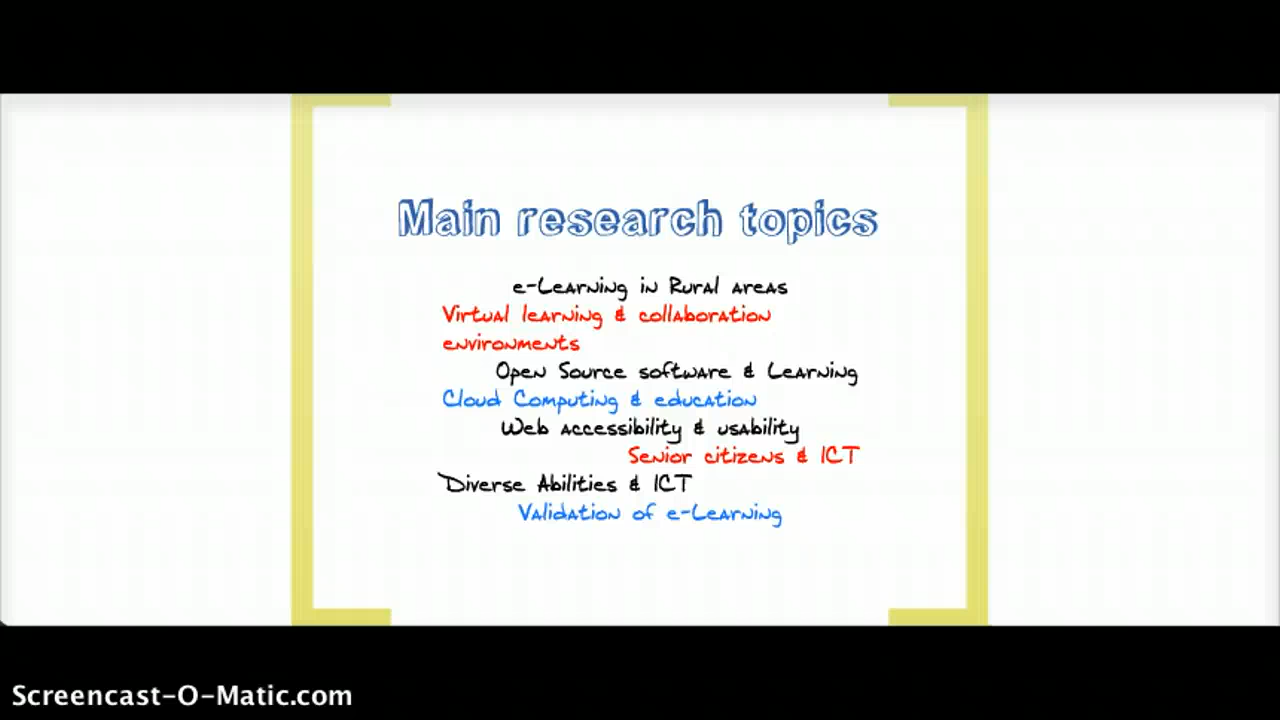 Main research topics
e-Learning in Rural areas
Virtual learning & collaboration
environments
Open Source software & Learning
Cloud Computing & education
Web accessibility & usability
Senior citizens & ICT
Diverse Abilities & ICT
Validation of e-Learning
Screencast-O-Matic.com